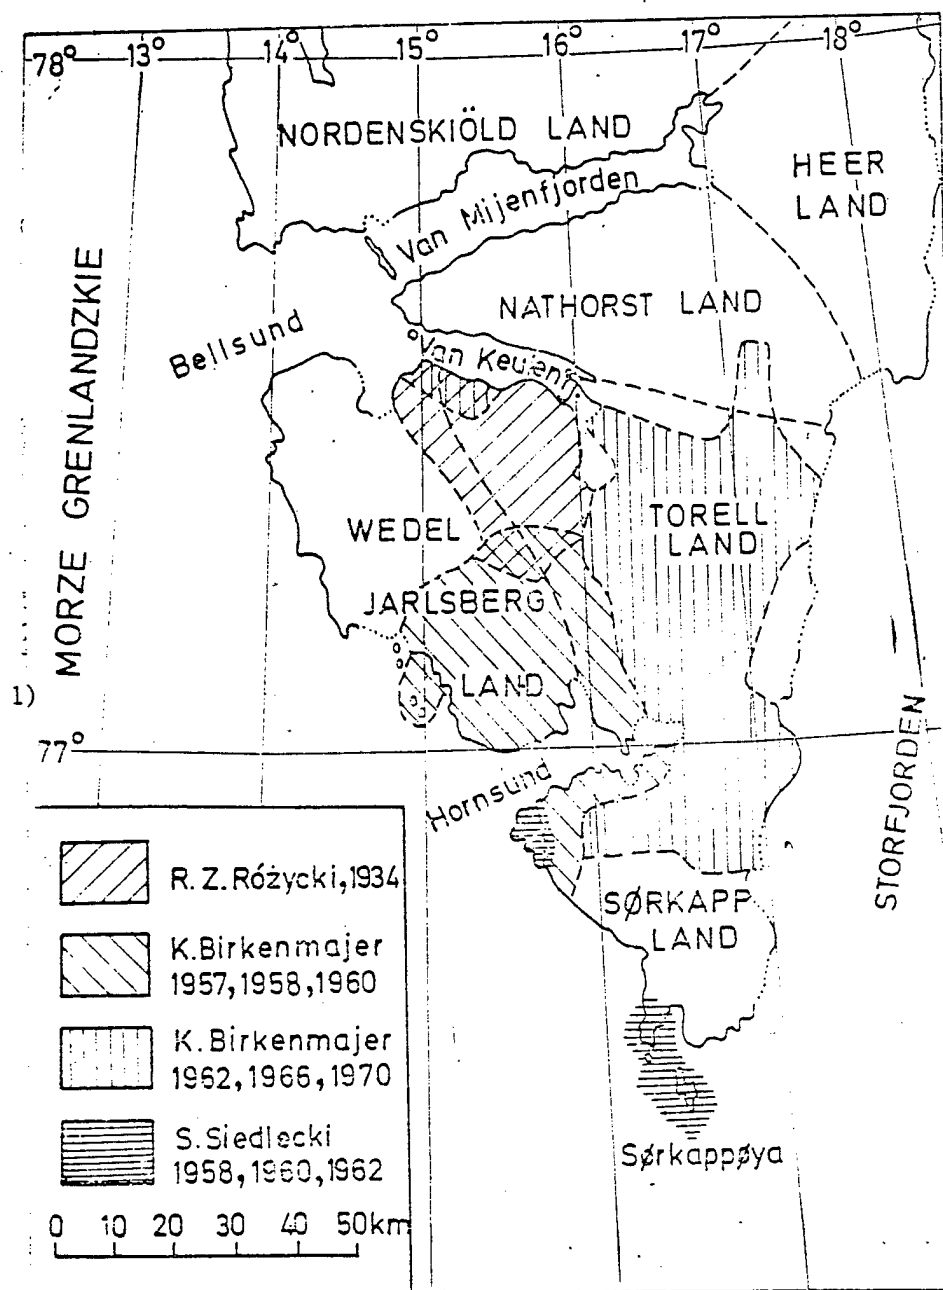 78° 13° 14° 15° 16° 17° 18°
NORDENSKIÖLD LAND
HEER
LAND
Van Mijenfjorden
NATHORST LAND
Bellsund
Van Keulenfj.
MORZE GRENLANDZKIE
WEDEL
JARLSBERG
LAND
TORELL
LAND
1)
77°
Hornsund
STORFJORDEN
SØRKAPP
LAND
Sørkappøya
R. Z. Różycki, 1934
K. Birkenmajer
1957, 1958, 1960
K. Birkenmajer
1962, 1966, 1970
S. Siedlecki
1958, 1960, 1962
0 10 20 30 40 50km